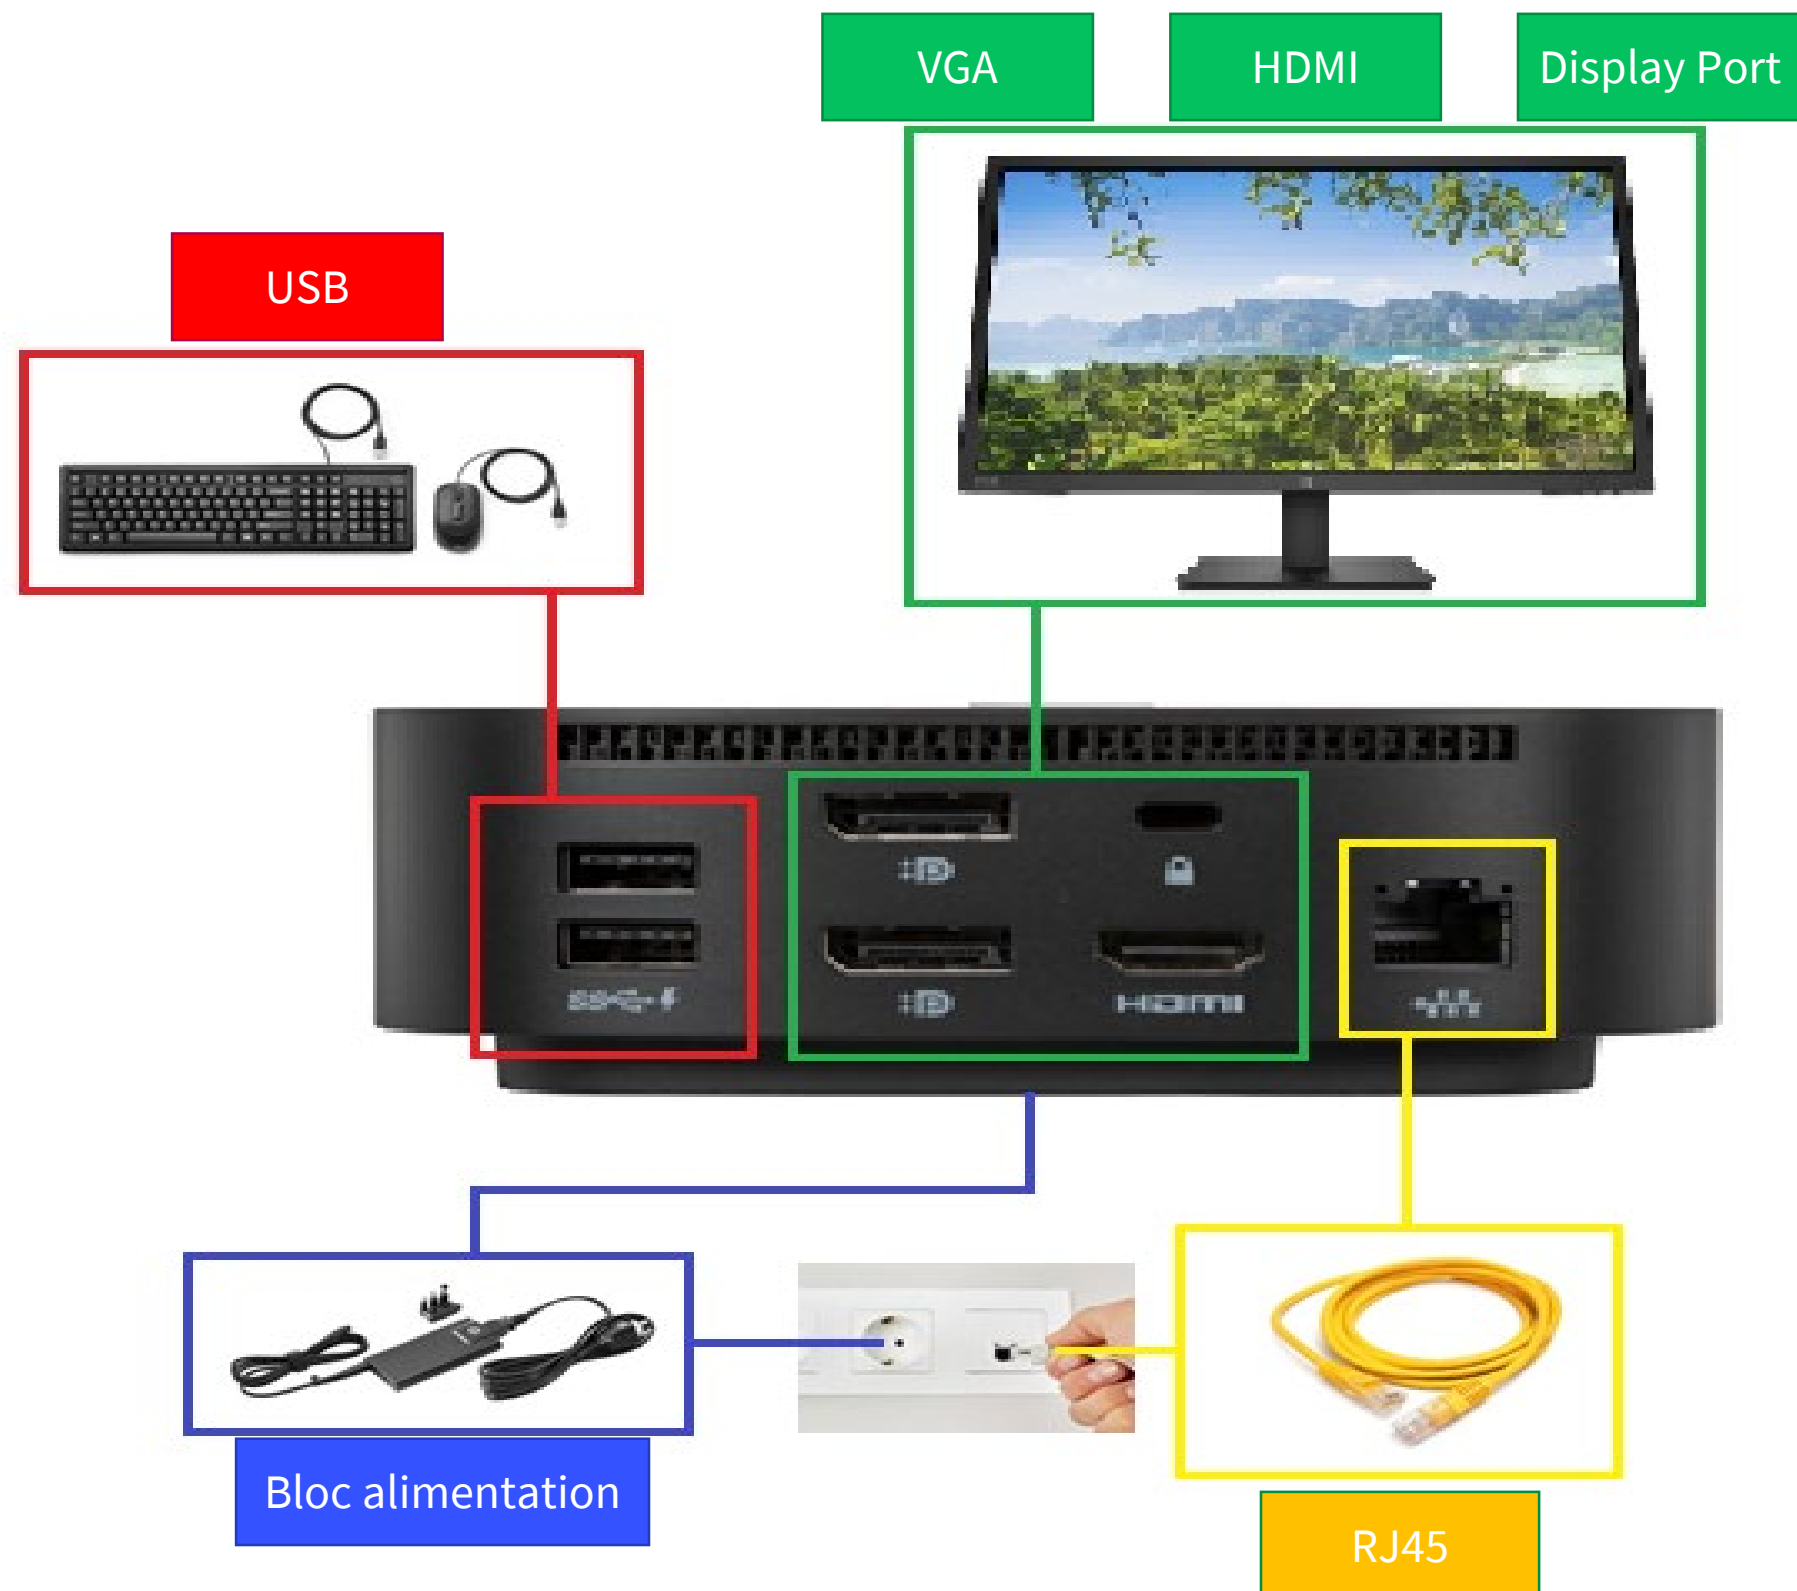 VGA
HDMI
Display Port
USB
HDMI
Bloc alimentation
RJ45